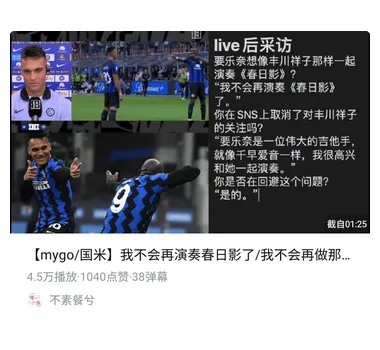 live后采访
要乐奈想像丰川祥子那样一起
演奏《春日影》?
“我不会再演奏《春日影》
了。”
你在SNS上取消了对丰川祥子
的关注吗?
“要乐奈是一位伟大的吉他手,
就像千早爱音一样,我很高兴
和她一起演奏。”
你是否在回避这个问题?
“是的。”
9
截自01:25
【mygo/国米】我不会再演奏春日影了/我不会再做那...
4.5万播放·1040点赞·38弹幕
不素餐兮